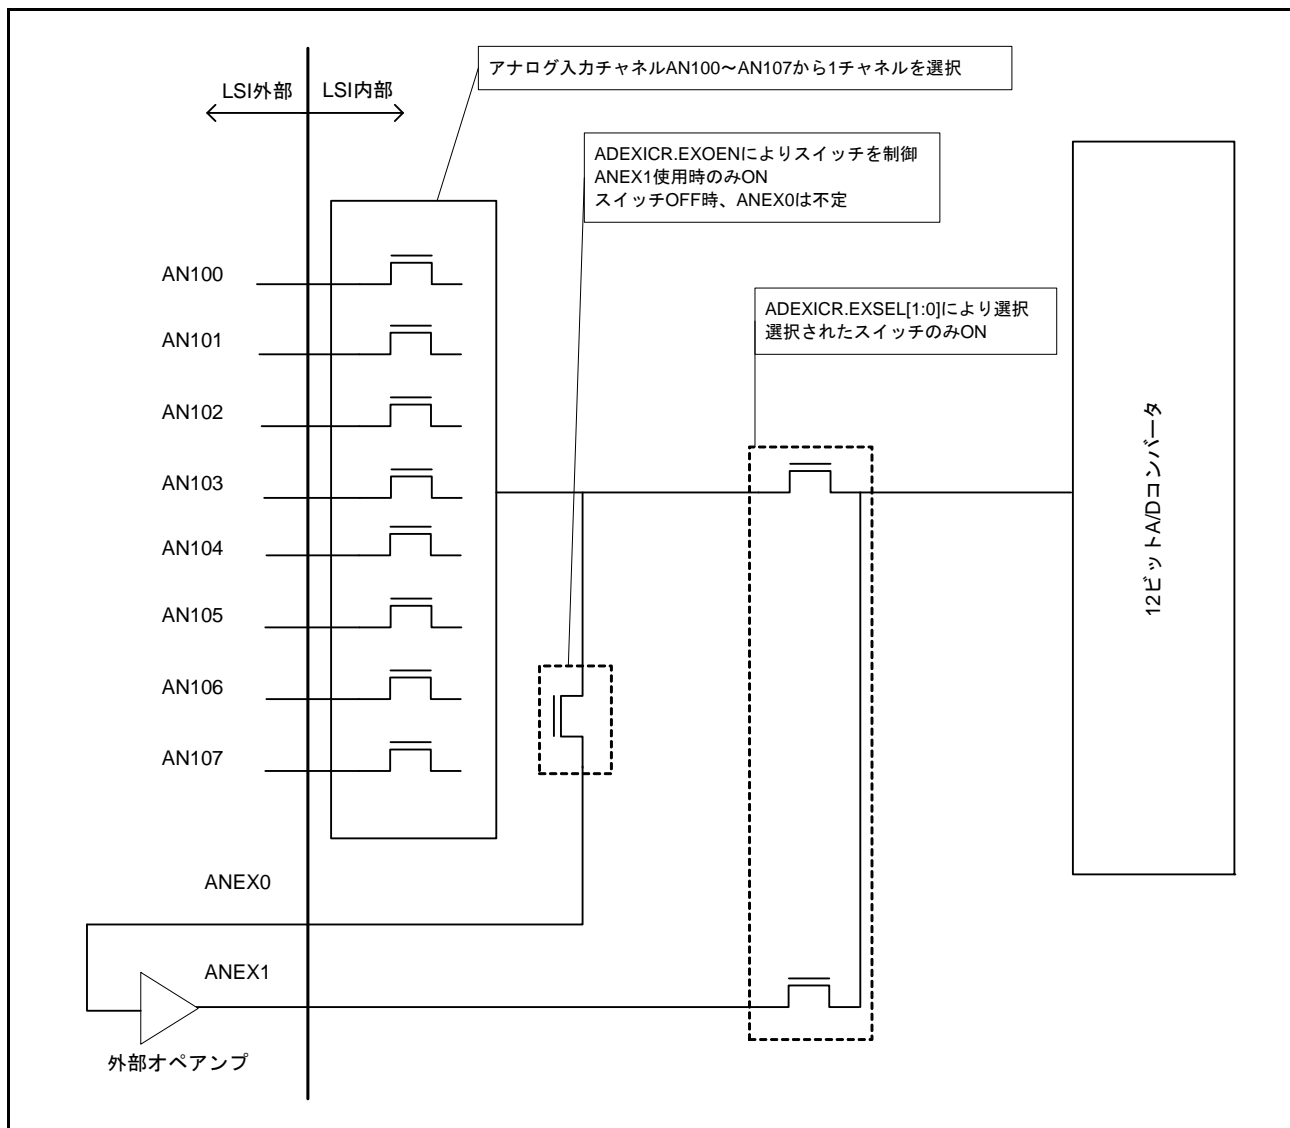 アナログ入力チャネルAN100～AN107から1チャネルを選択
LSI外部
LSI内部
ADEXICR.EXOENによりスイッチを制御
ANEX1使用時のみON
スイッチOFF時、ANEX0は不定
AN100
ADEXICR.EXSEL[1:0]により選択
選択されたスイッチのみON
AN101
AN102
AN103
AN104
AN105
AN106
AN107
12ビットA/Dコンバータ
ANEX0
ANEX1
外部オペアンプ